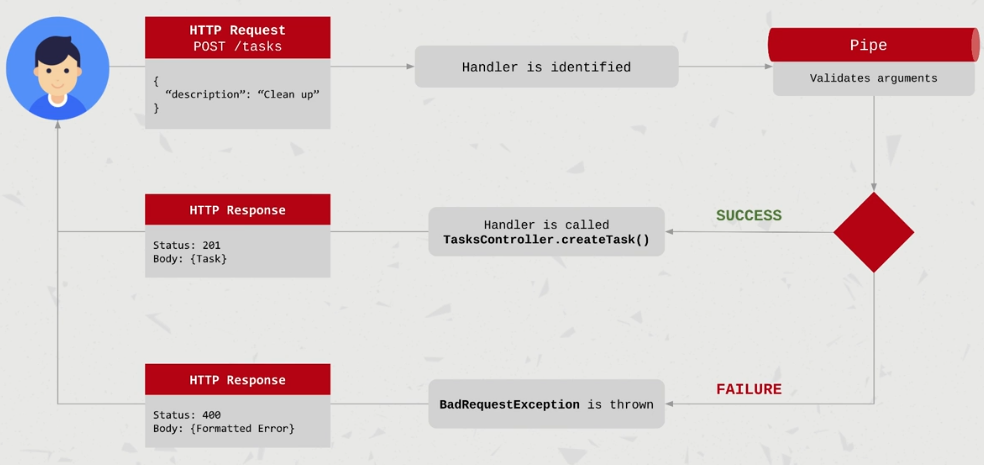 HTTP Request
POST /tasks
{
“description”: “Clean up”
}
Handler is identified
Pipe
Validates arguments
HTTP Response
Status: 201
Body: {Task}
Handler is called
TasksController.createTask()
SUCCESS
HTTP Response
Status: 400
Body: {Formatted Error}
BadRequestException is thrown
FAILURE